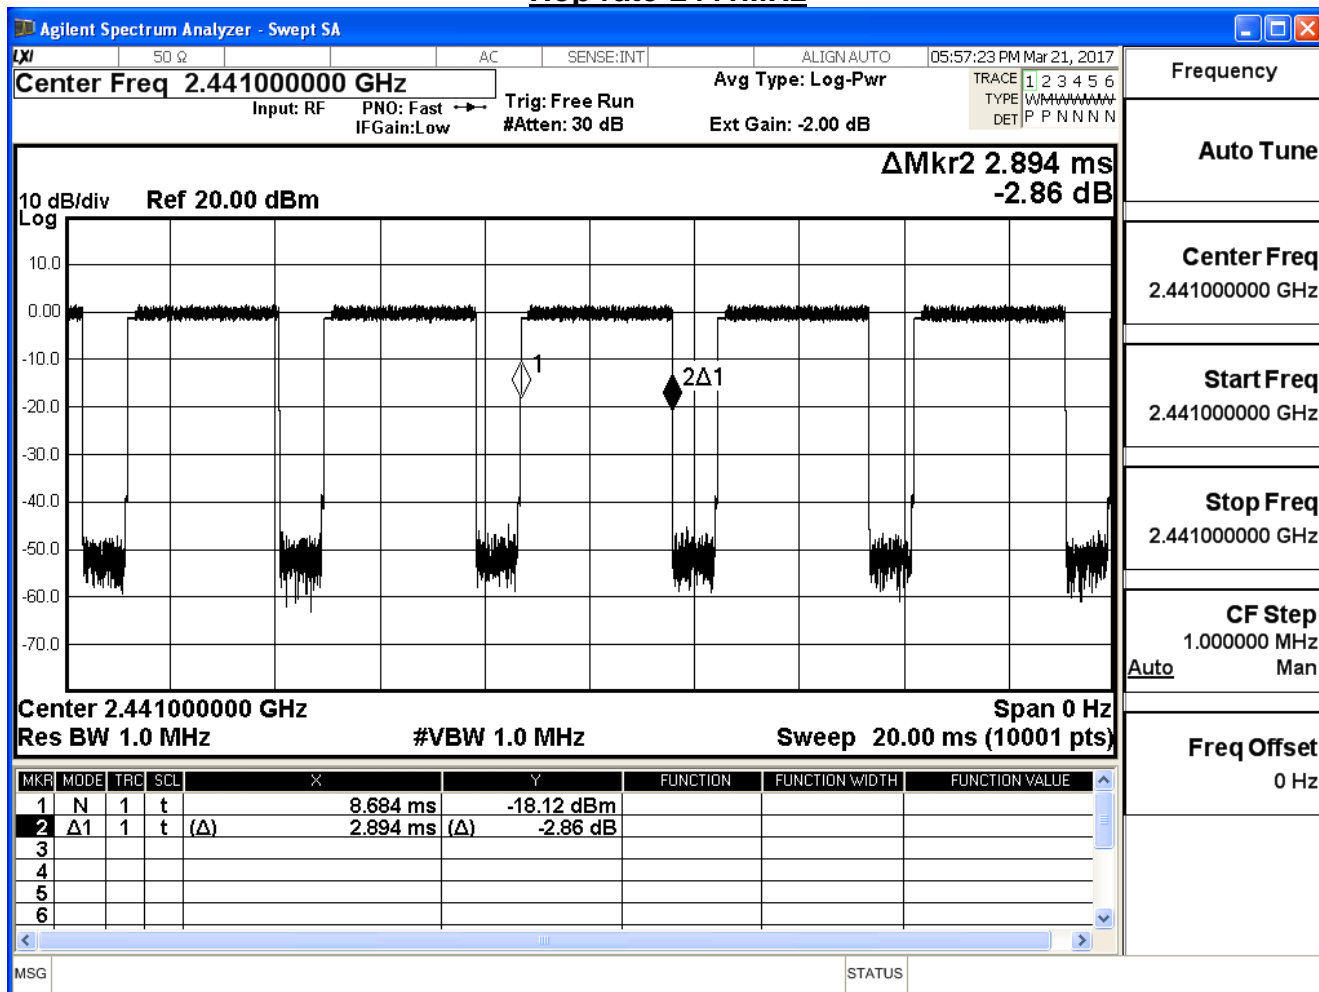 Agilent Spectrum Analyzer - Swept SA
LXI 50 Ω AC SENSE:INT ALIGN AUTO 05:57:23 PM Mar 21, 2017
Center Freq 2.441000000 GHz
Input: RF PNO: Fast
IFGain:Low
Trig: Free Run
#Atten: 30 dB
Avg Type: Log-Pwr
Ext Gain: -2.00 dB
TRACE 1 2 3 4 5 6
TYPE
DET P P N N N N
ΔMkr2 2.894 ms
-2.86 dB
10 dB/div Ref 20.00 dBm
Log
10.0
0.00
-10.0
-20.0
-30.0
-40.0
-50.0
-60.0
-70.0
1
2Δ1
Center 2.441000000 GHz Span 0 Hz
Res BW 1.0 MHz #VBW 1.0 MHz Sweep 20.00 ms (10001 pts)
MKR MODE TRC SCL X Y FUNCTION FUNCTION WIDTH FUNCTION VALUE
1 N 1 t 8.684 ms -18.12 dBm
2 Δ1 1 t (Δ) 2.894 ms (Δ) -2.86 dB
3
4
5
6
MSG STATUS
Frequency
Auto Tune
Center Freq
2.441000000 GHz
Start Freq
2.441000000 GHz
Stop Freq
2.441000000 GHz
CF Step
1.000000 MHz
Auto Man
Freq Offset
0 Hz